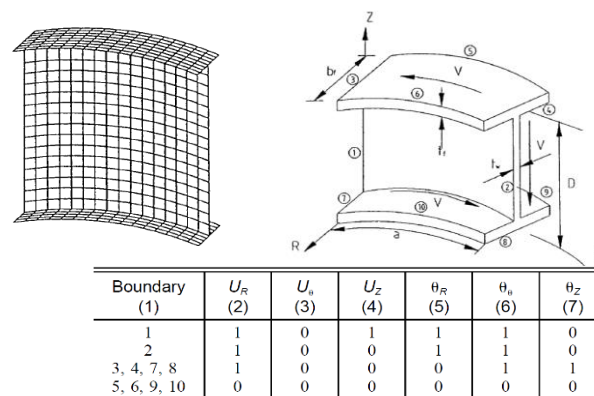 Z
⑤
V
bf
③
⑥
④
tf
①
tw
V
②
D
⑦
V
⑨
⑩
R
a
⑧
Boundary U_R U_θ U_Z θ_R θ_θ θ_Z
(1) (2) (3) (4) (5) (6) (7)
1 1 0 1 1 1 0
2 1 0 0 1 1 0
3, 4, 7, 8 1 0 0 0 1 1
5, 6, 9, 10 0 0 0 0 0 0